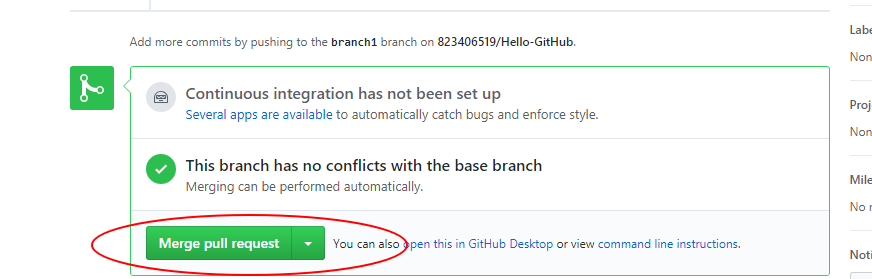 Add more commits by pushing to the branch1 branch on 823406519/Hello-GitHub.
Continuous integration has not been set up
Several apps are available to automatically catch bugs and enforce style.
This branch has no conflicts with the base branch
Merging can be performed automatically.
Merge pull request
You can also open this in GitHub Desktop or view command line instructions.
Labe
Non
Proj
Non
Mile
No n
Noti